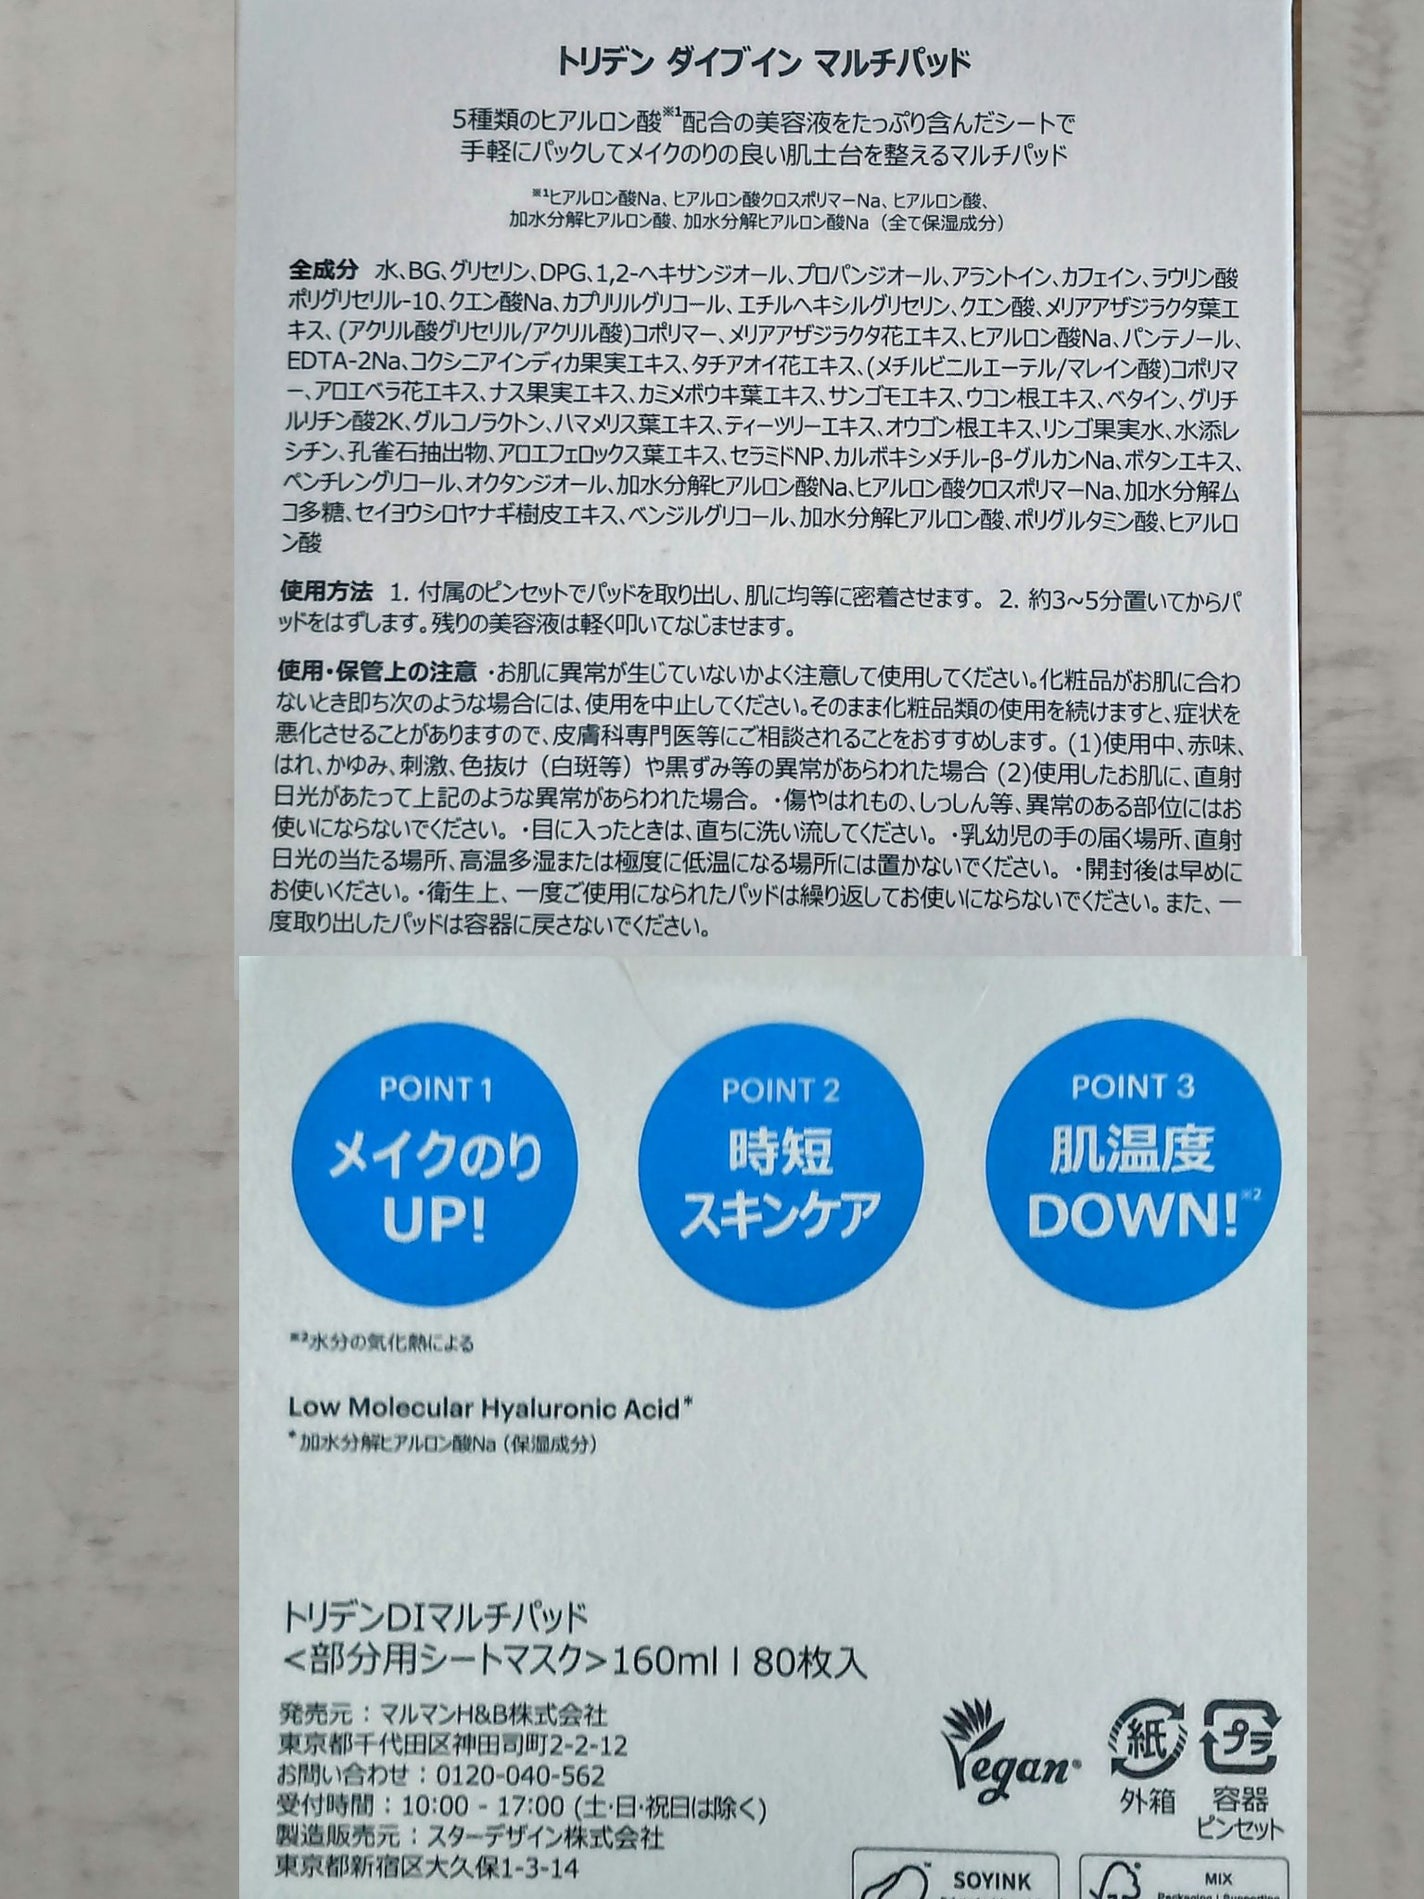 トリデン ダイブイン マルチパッド
5種類のヒアルロン酸※1配合の美容液をたっぷり含んだシートで
手軽にパックしてメイクのりの良い肌土台を整えるマルチパッド
※1ヒアルロン酸Na、ヒアルロン酸クロスポリマーNa、ヒアルロン酸、
加水分解ヒアルロン酸、加水分解ヒアルロン酸Na（全て保湿成分）
全成分 水、BG、グリセリン、DPG、1,2-ヘキサンジオール、プロパンジオール、アラントイン、カフェイン、ラウリン酸
ポリグリセリル-10、クエン酸Na、カプリリルグリコール、エチルヘキシルグリセリン、クエン酸、メリアアザジラクタ葉エ
キス、(アクリル酸グリセリル/アクリル酸)コポリマー、メリアアザジラクタ花エキス、ヒアルロン酸Na、パンテノール、
EDTA-2Na、コクシニアインディカ果実エキス、タチアオイ花エキス、(メチルビニルエーテル/マレイン酸)コポリマ
ー、アロエベラ花エキス、ナス果実エキス、カミメボウキ葉エキス、サンゴモエキス、ウコン根エキス、ベタイン、グリチ
ルリチン酸2K、グルコノラクトン、ハマメリス葉エキス、ティーツリーエキス、オウゴン根エキス、リンゴ果実水、水添レ
シチン、孔雀石抽出物、アロエフェロックス葉エキス、セラミドNP、カルボキシメチル-β-グルカンNa、ボタンエキス、
ペンチレングリコール、オクタンジオール、加水分解ヒアルロン酸Na、ヒアルロン酸クロスポリマーNa、加水分解ム
コ多糖、セイヨウシロヤナギ樹皮エキス、ベンジルグリコール、加水分解ヒアルロン酸、ポリグルタミン酸、ヒアルロ
ン酸
使用方法 1. 付属のピンセットでパッドを取り出し、肌に均等に密着させます。 2. 約3~5分置いてからパ
ッドをはずします。残りの美容液は軽く叩いてなじませます。
使用・保管上の注意 ・お肌に異常が生じていないかよく注意して使用してください。化粧品がお肌に合わ
ないとき即ち次のような場合には、使用を中止してください。そのまま化粧品類の使用を続けますと、症状を
悪化させることがありますので、皮膚科専門医等にご相談されることをおすすめします。 (1)使用中、赤味、
はれ、かゆみ、刺激、色抜け（白斑等）や黒ずみ等の異常があらわれた場合 (2)使用したお肌に、直射
日光があたって上記のような異常があらわれた場合。 ・傷やはれもの、しっしん等、異常のある部位にはお
使いにならないでください。 ・目に入ったときは、直ちに洗い流してください。 ・乳幼児の手の届く場所、直射
日光の当たる場所、高温多湿または極度に低温になる場所には置かないでください。 ・開封後は早めに
お使いください。・衛生上、一度ご使用になられたパッドは繰り返してお使いにならないでください。また、一
度取り出したパッドは容器に戻さないでください。
POINT 1
メイクのり
UP!
POINT 2
時短
スキンケア
POINT 3
肌温度
DOWN!※2
※2水分の気化熱による
Low Molecular Hyaluronic Acid*
*加水分解ヒアルロン酸Na（保湿成分）
トリデンDIマルチパッド
<部分用シートマスク>160ml | 80枚入
発売元：マルマンH&B株式会社
東京都千代田区神田司町2-2-12
お問い合わせ：0120-040-562
受付時間：10:00 - 17:00 (土・日・祝日は除く)
製造販売元：スターデザイン株式会社
東京都新宿区大久保1-3-14
Vegan
紙
外箱
プラ
容器
ピンセット
SOYINK
MIX